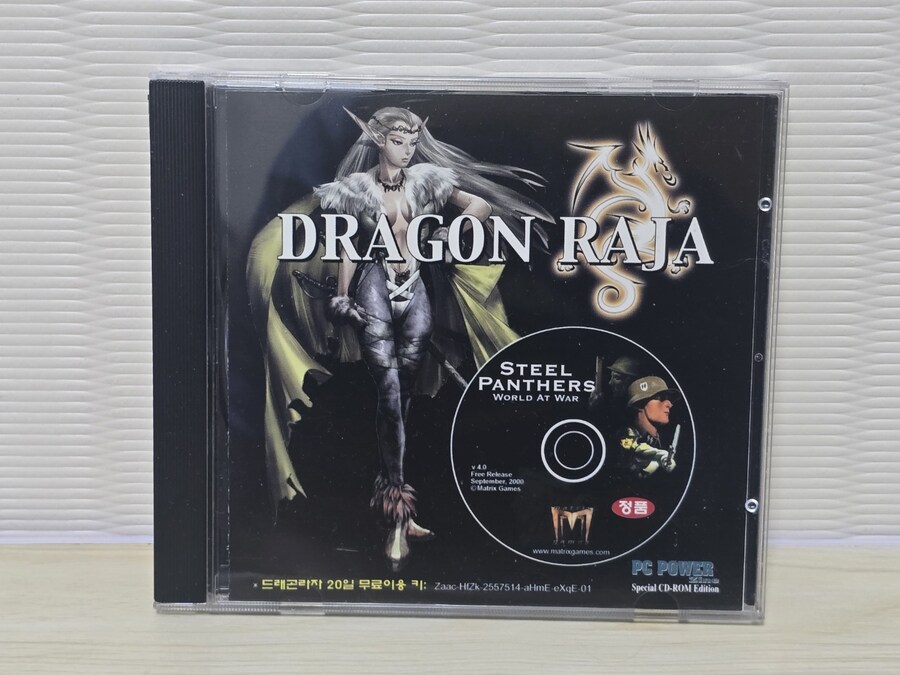 DRAGON RAJA
STEEL
PANTHERS
WORLD AT WAR
v 4.0
Free Release
September, 2000
© Matrix Games.
정품
www.matrixgames.com
PC POWER
Special CD-ROM Edition
* 드래곤라자 20일 무료이용 키: Zaac-HfZk-2557514-aHmE-eXqE-01